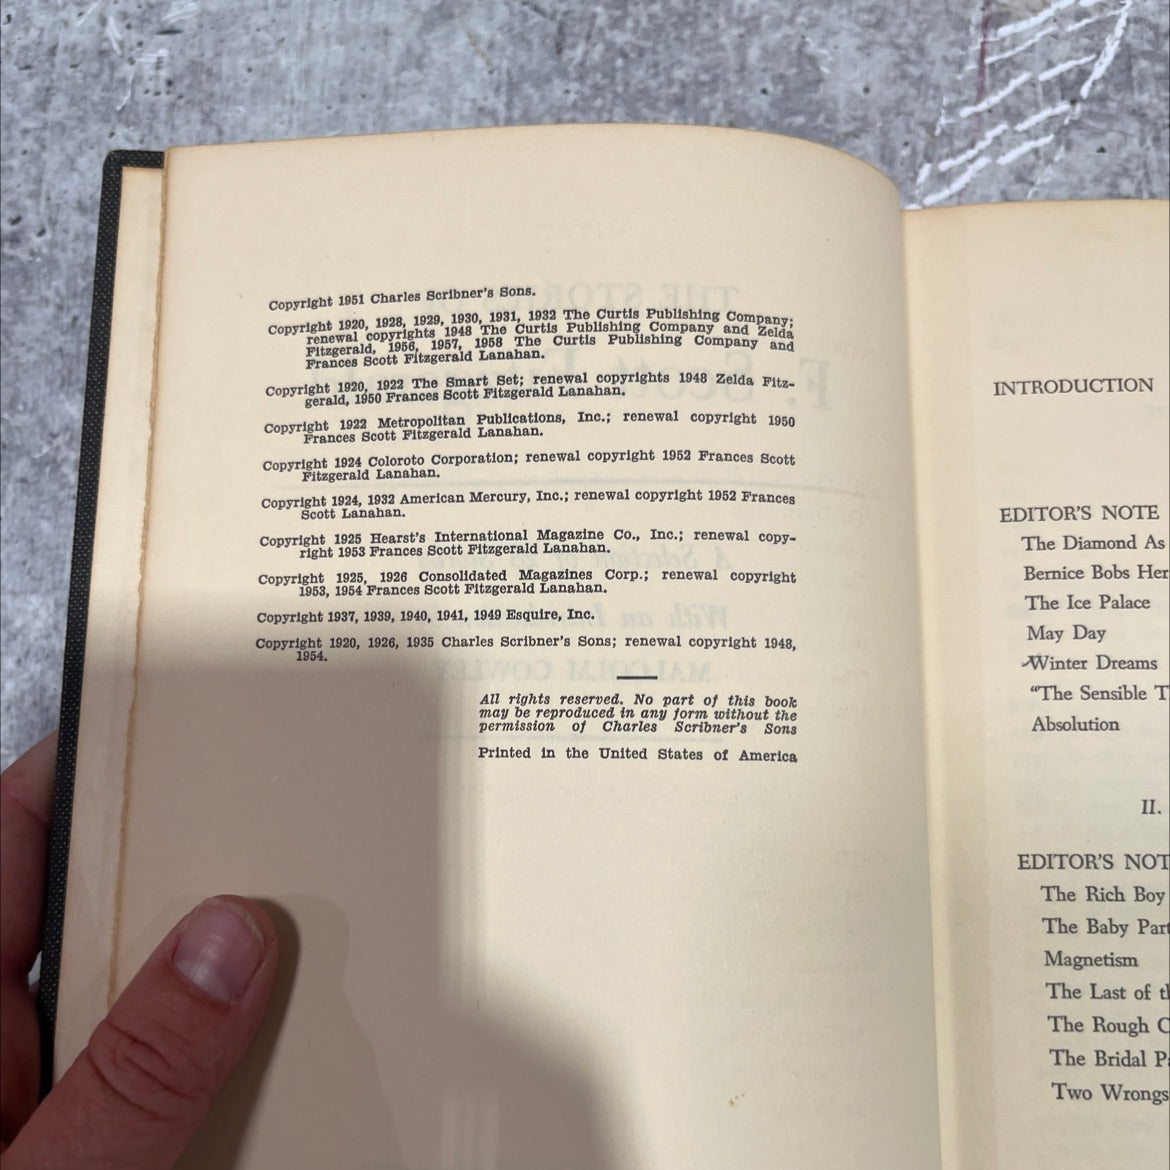 Copyright 1951 Charles Scribner's Sons.
Copyright 1920, 1928, 1929, 1930, 1931, 1932 The Curtis Publishing Company;
renewal copyrights 1948 The Curtis Publishing Company and Zelda
Fitzgerald, 1956, 1957, 1958 The Curtis Publishing Company and
Frances Scott Fitzgerald Lanahan.
Copyright 1920, 1922 The Smart Set; renewal copyrights 1948 Zelda Fitz-
gerald, 1950 Frances Scott Fitzgerald Lanahan.
Copyright 1922 Metropolitan Publications, Inc.; renewal copyright 1950
Frances Scott Fitzgerald Lanahan.
Copyright 1924 Coloroto Corporation; renewal copyright 1952 Frances Scott
Fitzgerald Lanahan.
Copyright 1924, 1932 American Mercury, Inc.; renewal copyright 1952 Frances
Scott Lanahan.
Copyright 1925 Hearst's International Magazine Co., Inc.; renewal copy-
right 1953 Frances Scott Fitzgerald Lanahan.
Copyright 1925, 1926 Consolidated Magazines Corp.; renewal copyright
1953, 1954 Frances Scott Fitzgerald Lanahan.
Copyright 1937, 1939, 1940, 1941, 1949 Esquire, Inc.
Copyright 1920, 1926, 1935 Charles Scribner's Sons; renewal copyright 1948,
1954.
All rights reserved. No part of this book
may be reproduced in any form without the
permission of Charles Scribner's Sons
Printed in the United States of America
INTRODUCTION
EDITOR'S NOTE
The Diamond As
Bernice Bobs Her
The Ice Palace
May Day
Winter Dreams
"The Sensible T
Absolution
II.
EDITOR'S NOT
The Rich Boy
The Baby Part
Magnetism
The Last of t
The Rough C
The Bridal P
Two Wrongs